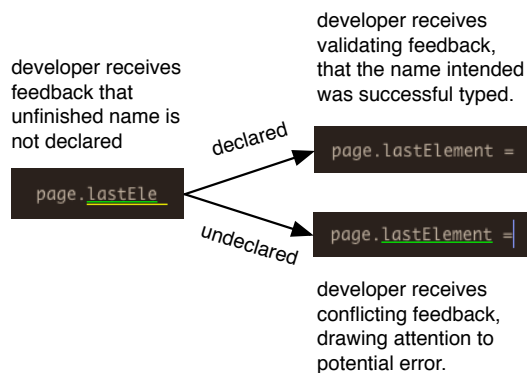 developer receives
feedback that
unfinished name is
not declared
page.lastEle
declared
undeclared
developer receives
validating feedback,
that the name intended
was successful typed.
page.lastElement =
page.lastElement =
developer receives
conflicting feedback,
drawing attention to
potential error.